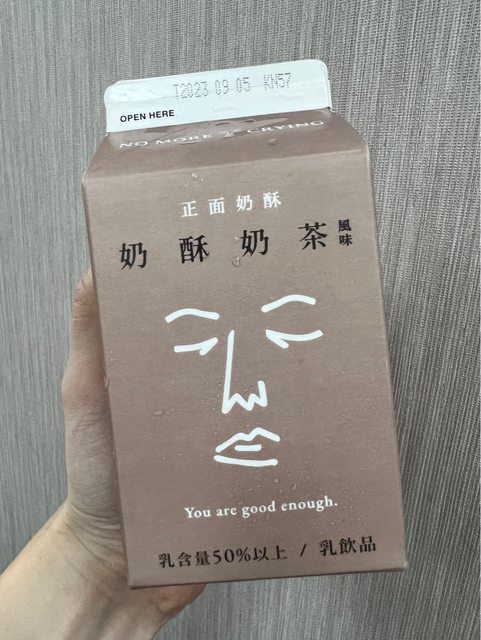 T2023 09 05 KN57
OPEN HERE
NO MORE & CRYING
正面奶酥
奶酥奶茶風味
You are good enough.
乳含量50%以上 / 乳飲品